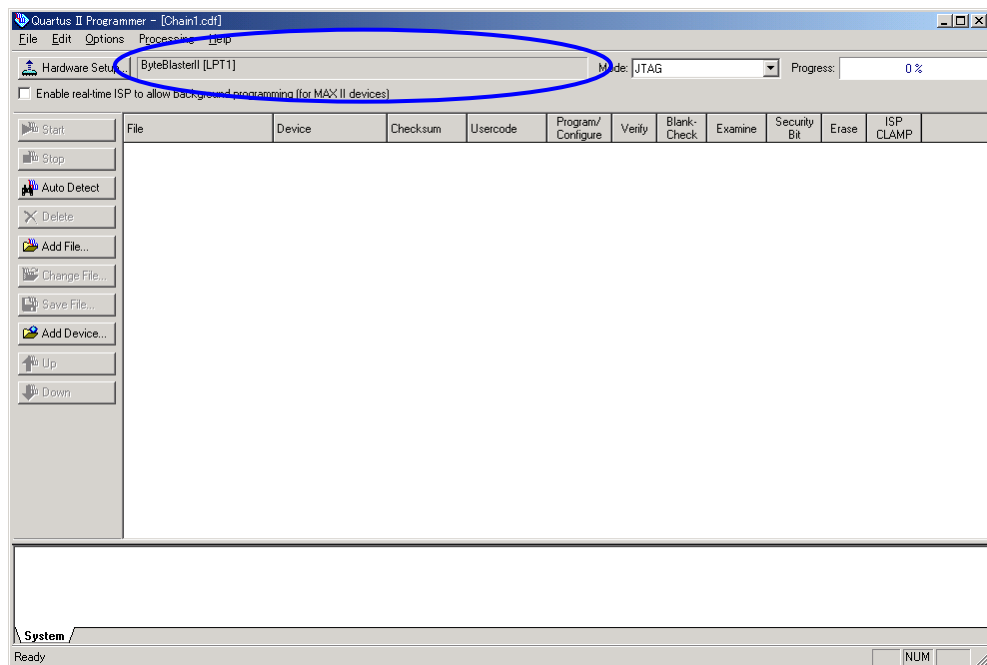 Quartus II Programmer - [Chain1.cdf]
File Edit Options Processing Help
Hardware Setup... ByteBlasterII [LPT1] Mode: JTAG Progress: 0 %
Enable real-time ISP to allow background programming (for MAX II devices)
Start
Stop
Auto Detect
Delete
Add File...
Change File...
Save File...
Add Device...
Up
Down
File Device Checksum Usercode Program/Configure Verify Blank-Check Examine Security Bit Erase ISP CLAMP
System
Ready NUM